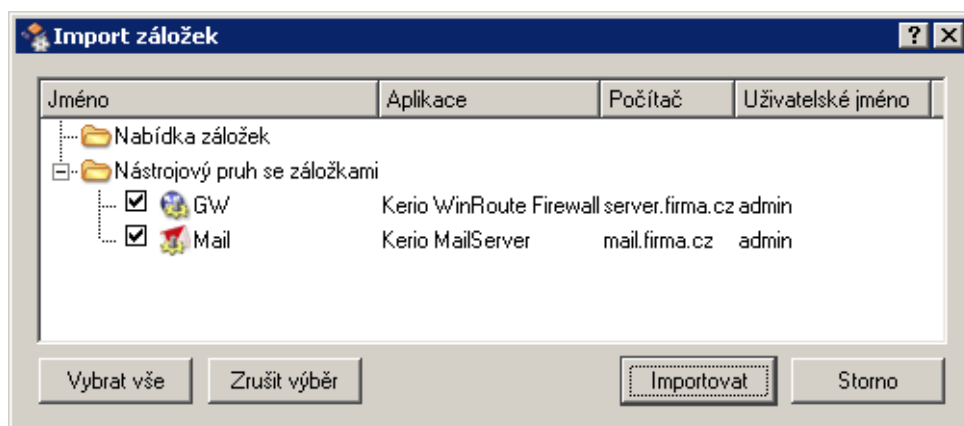 Import záložek
Jméno Aplikace Počítač Uživatelské jméno
Nabídka záložek
Nástrojový pruh se záložkami
GW Kerio WinRoute Firewall server.firma.cz admin
Mail Kerio MailServer mail.firma.cz admin
Vybrat vše Zrušit výběr Importovat Storno